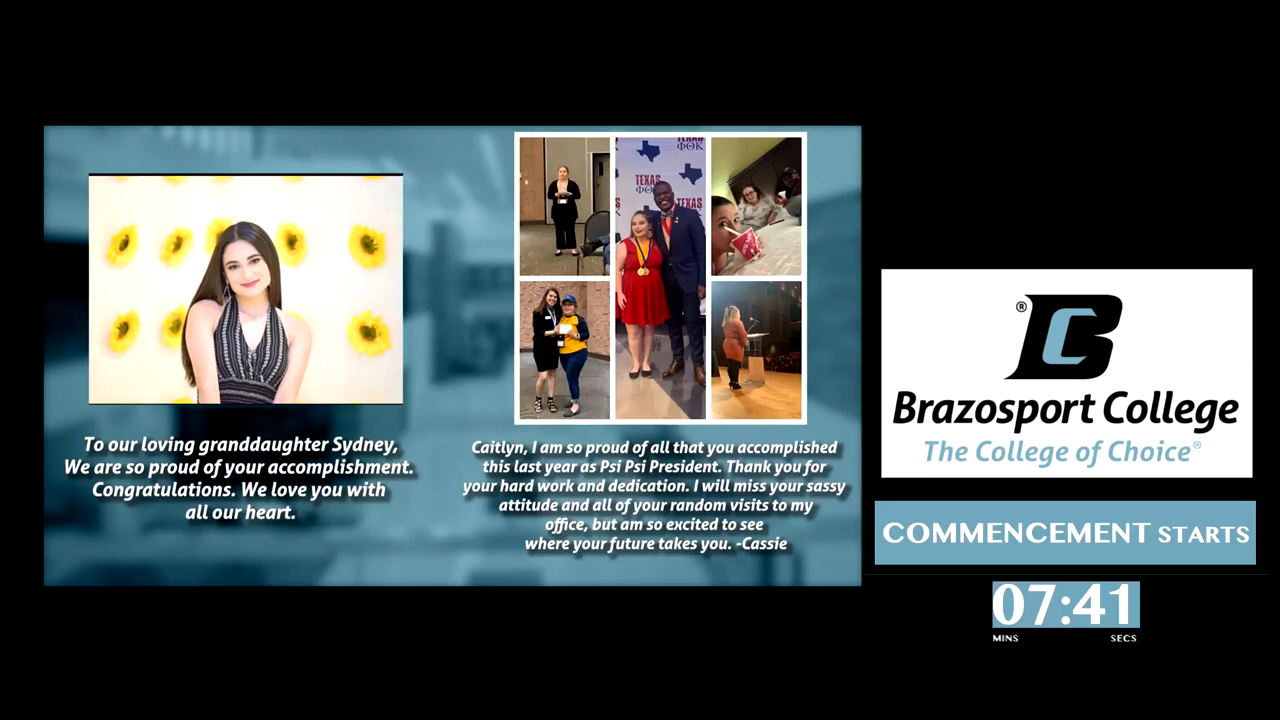 TEXAS
ΦΘΚ
TEXAS
ΦΘΚ
TEXAS
To our loving granddaughter Sydney,
We are so proud of your accomplishment.
Congratulations. We love you with
all our heart.
Caitlyn, I am so proud of all that you accomplished
this last year as Psi Psi President. Thank you for
your hard work and dedication. I will miss your sassy
attitude and all of your random visits to my
office, but am so excited to see
where your future takes you. -Cassie
® BC
Brazosport College
The College of Choice®
COMMENCEMENT STARTS
07:41
MINS SECS